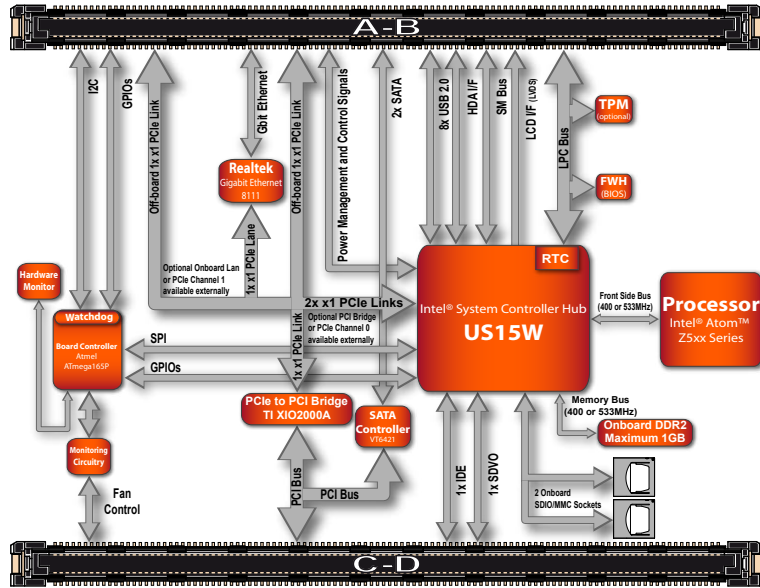 A-B
I2C
GPIOs
Off-board 1x x1 PCIe Link
Gbit Ethernet
Off-board 1x x1 PCIe Link
Power Management and Control Signals
2x SATA
8x USB 2.0
HDA I/F
SM Bus
LCD I/F (LVDS)
LPC Bus
TPM
(optional)
FWH
(BIOS)
Realtek
Gigabit Ethernet
8111
1x x1 PCIe Lane
Optional Onboard Lan
or PCIe Channel 1
available externally
Hardware
Monitor
RTC
2x x1 PCIe Links
Optional PCI Bridge
or PCIe Channel 0
available externally
1x x1 PCIe Link
Intel® System Controller Hub
US15W
Front Side Bus
(400 or 533MHz)
Processor
Intel® Atom™
Z5xx Series
Watchdog
Board Controller
Atmel
ATmega165P
SPI
GPIOs
PCIe to PCI Bridge
TI XIO2000A
SATA
Controller
VT6421
Memory Bus
(400 or 533MHz)
Onboard DDR2
Maximum 1GB
Monitoring
Circuitry
Fan
Control
PCI Bus
PCI Bus
1x IDE
1x SDVO
2 Onboard
SDIO/MMC Sockets
C-D